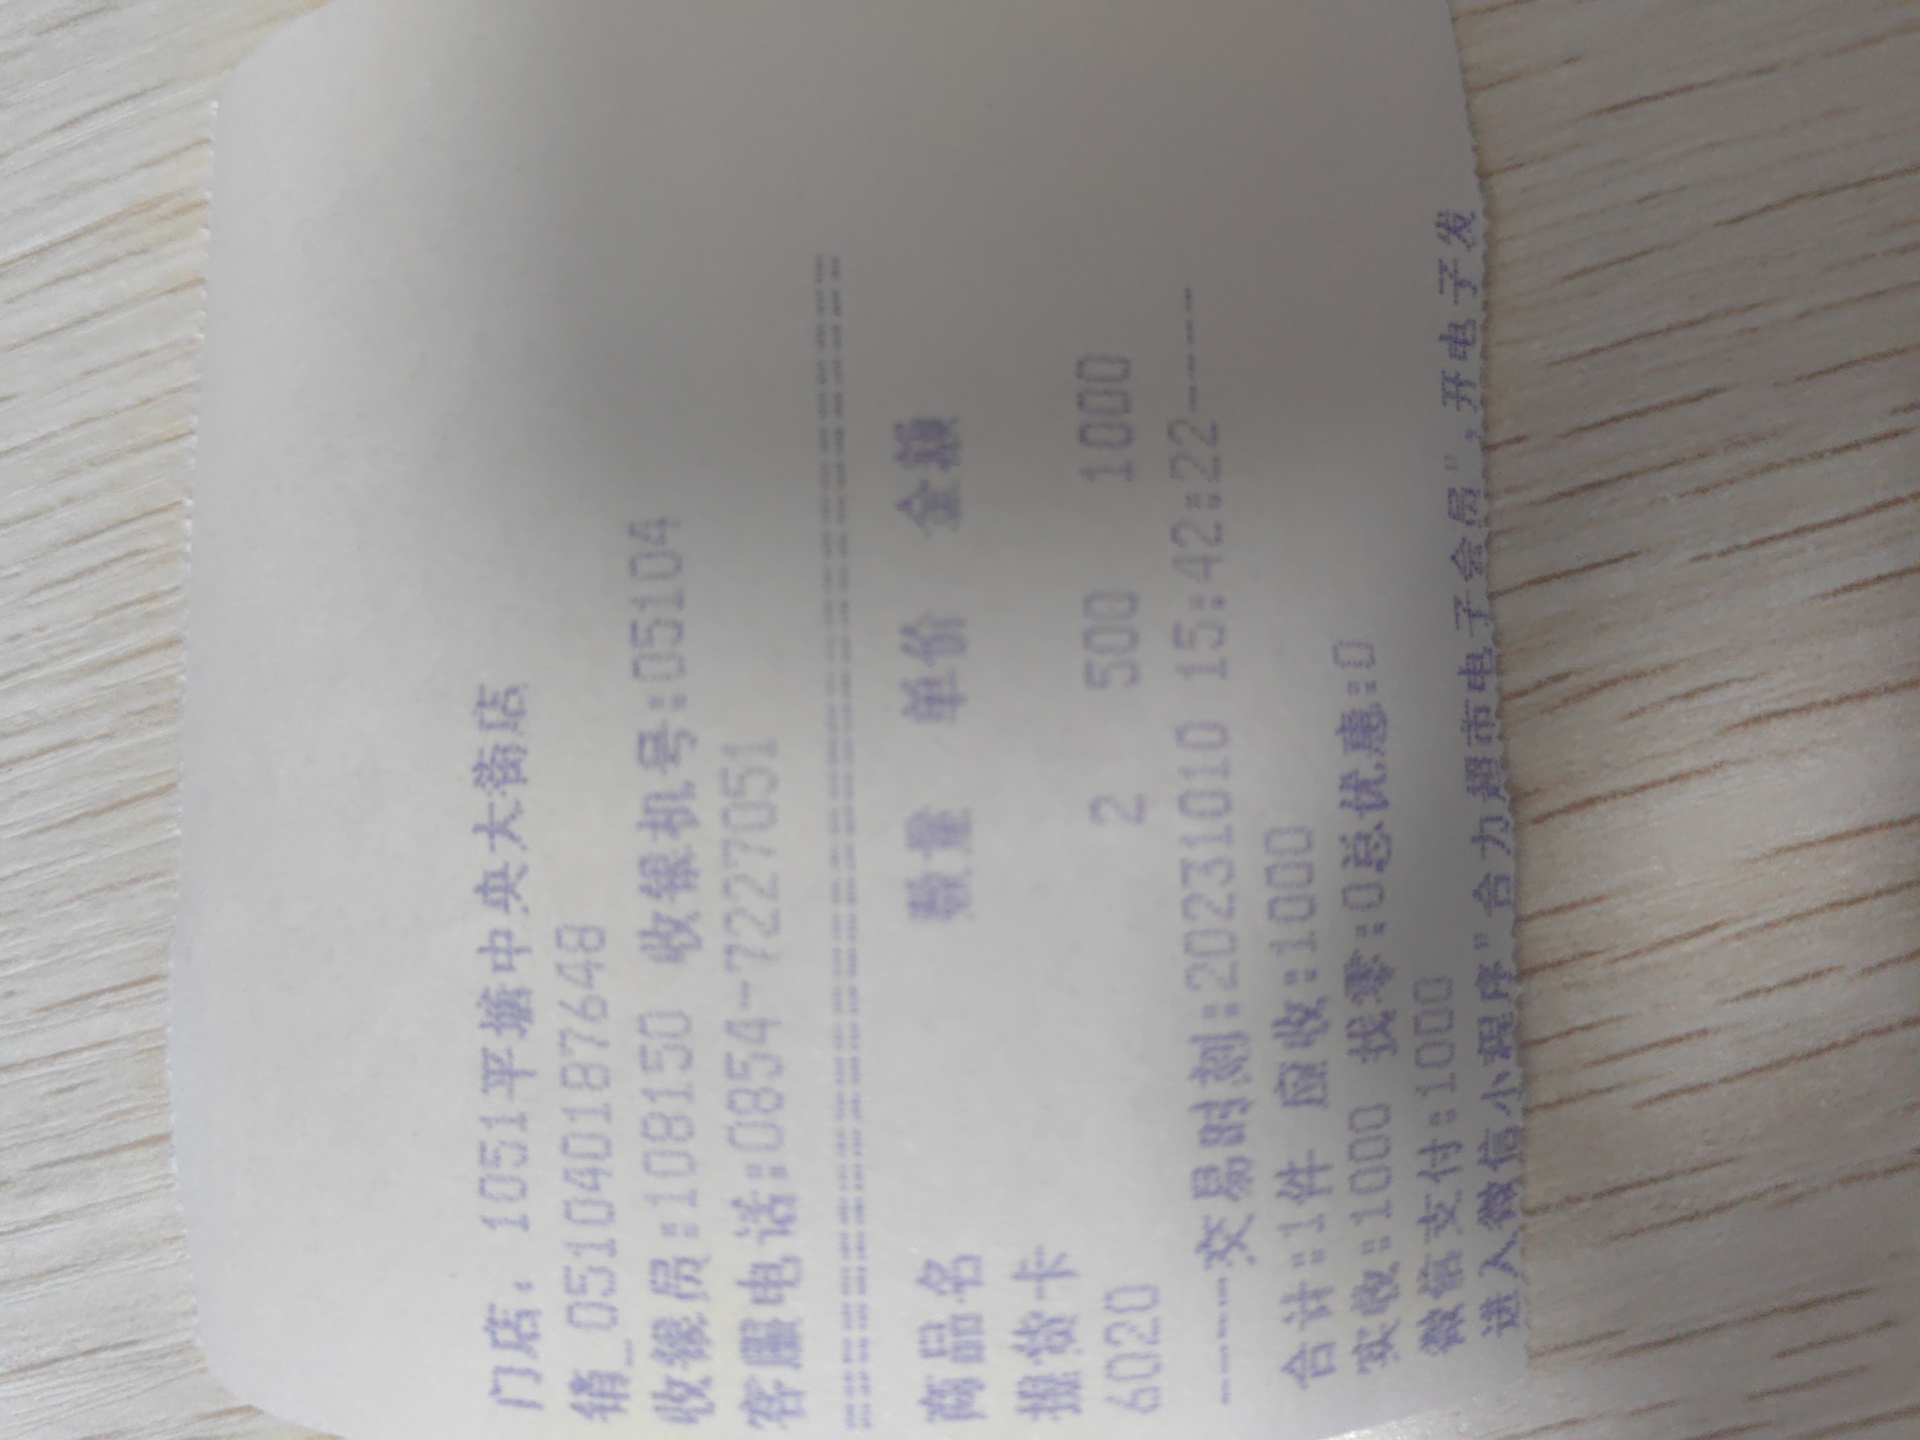 门店: 1051平塘中央大街店
销_051040187648
收银员:108150 收银机号:05104
客服电话:0854-7227051
================================
商品名 数量 单价 金额
提货卡
6020 2 500 1000
-----交易时刻:20231010 15:42:22-----
合计:1件 应收:1000
实收:1000 找零:0总优惠:0
微信支付:1000
进入微信小程序"合力超市电子会员",开电子发